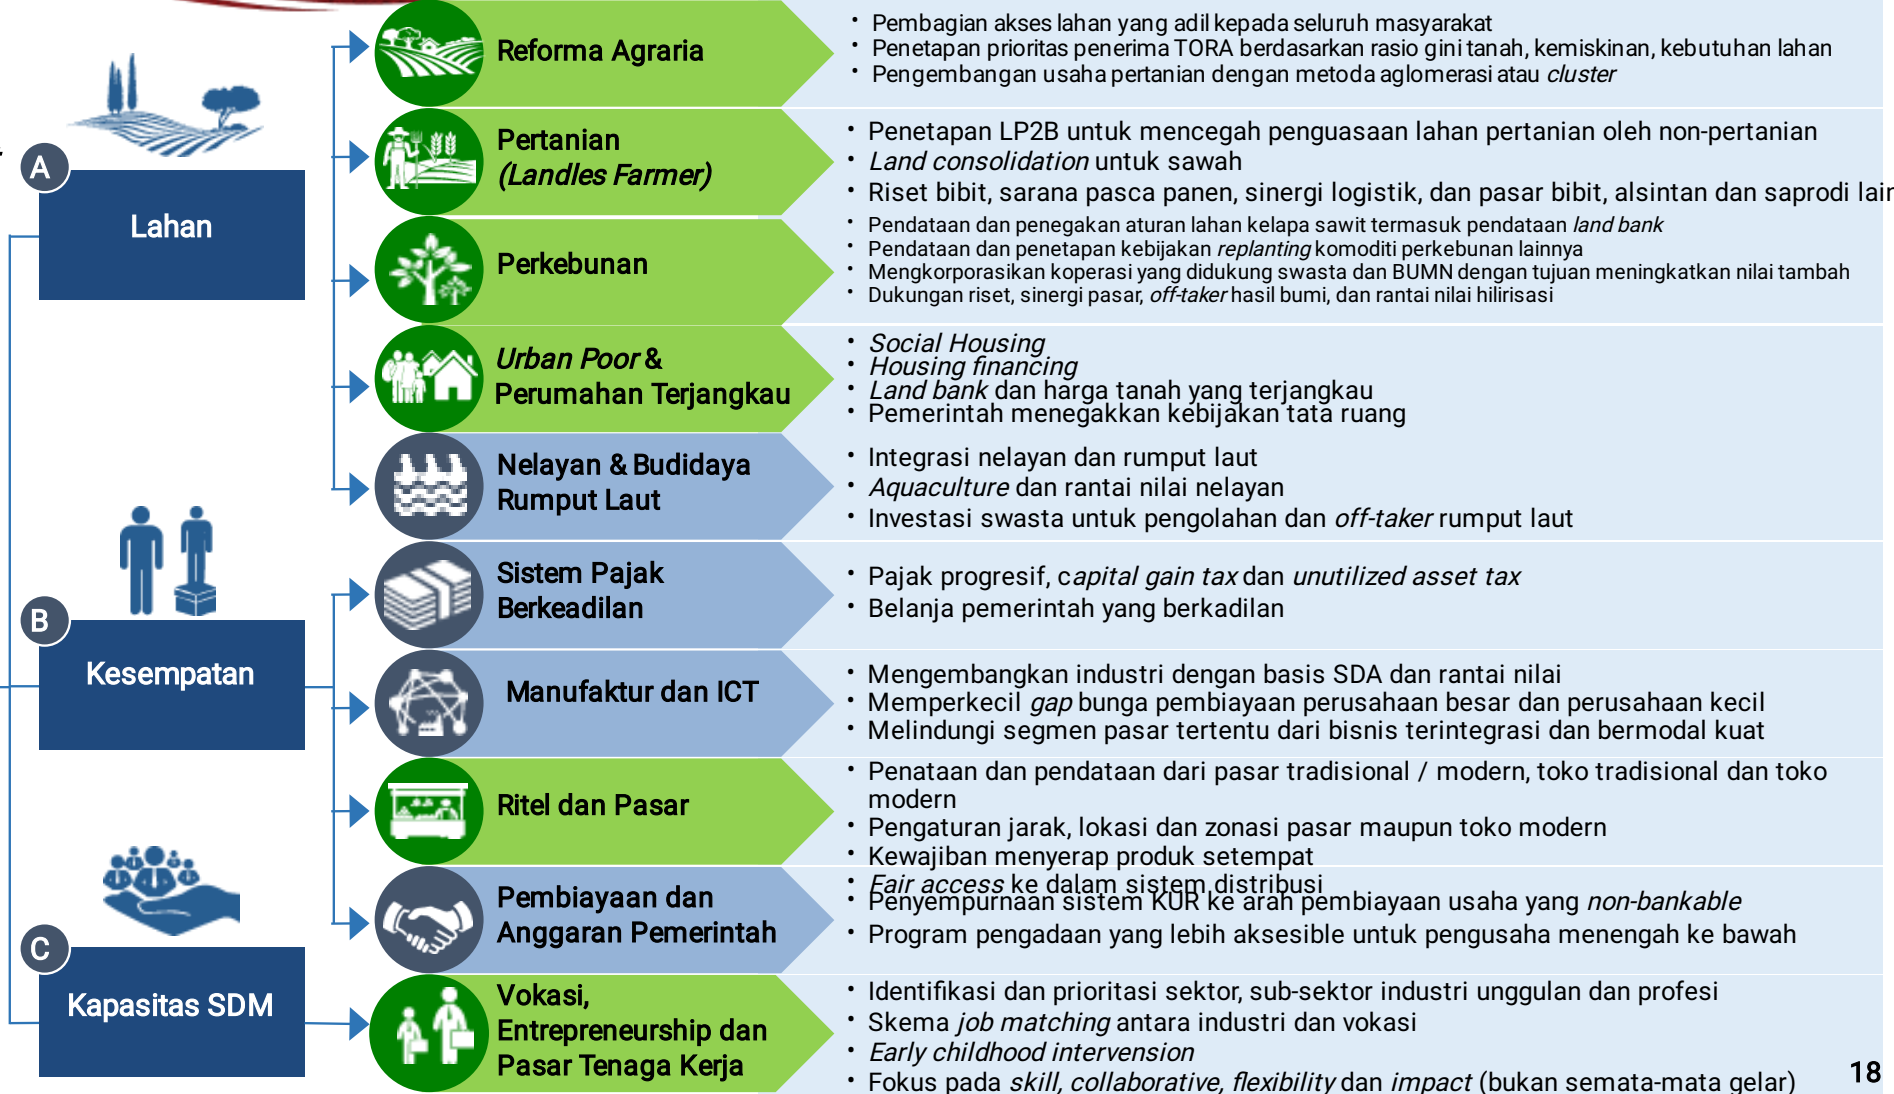 A
Lahan
Reforma Agraria
• Pembagian akses lahan yang adil kepada seluruh masyarakat
• Penetapan prioritas penerima TORA berdasarkan rasio gini tanah, kemiskinan, kebutuhan lahan
• Pengembangan usaha pertanian dengan metoda aglomerasi atau cluster
Pertanian
(Landles Farmer)
• Penetapan LP2B untuk mencegah penguasaan lahan pertanian oleh non-pertanian
• Land consolidation untuk sawah
• Riset bibit, sarana pasca panen, sinergi logistik, dan pasar bibit, alsintan dan saprodi lain
Perkebunan
• Pendataan dan penegakan aturan lahan kelapa sawit termasuk pendataan land bank
• Pendataan dan penetapan kebijakan replanting komoditi perkebunan lainnya
• Mengkorporasikan koperasi yang didukung swasta dan BUMN dengan tujuan meningkatkan nilai tambah
• Dukungan riset, sinergi pasar, off-taker hasil bumi, dan rantai nilai hilirisasi
Urban Poor &
Perumahan Terjangkau
• Social Housing
• Housing financing
• Land bank dan harga tanah yang terjangkau
• Pemerintah menegakkan kebijakan tata ruang
Nelayan & Budidaya
Rumput Laut
• Integrasi nelayan dan rumput laut
• Aquaculture dan rantai nilai nelayan
• Investasi swasta untuk pengolahan dan off-taker rumput laut
B
Kesempatan
Sistem Pajak
Berkeadilan
• Pajak progresif, capital gain tax dan unutilized asset tax
• Belanja pemerintah yang berkadilan
Manufaktur dan ICT
• Mengembangkan industri dengan basis SDA dan rantai nilai
• Memperkecil gap bunga pembiayaan perusahaan besar dan perusahaan kecil
• Melindungi segmen pasar tertentu dari bisnis terintegrasi dan bermodal kuat
Ritel dan Pasar
• Penataan dan pendataan dari pasar tradisional / modern, toko tradisional dan toko
modern
• Pengaturan jarak, lokasi dan zonasi pasar maupun toko modern
• Kewajiban menyerap produk setempat
• Fair access ke dalam sistem distribusi
Pembiayaan dan
Anggaran Pemerintah
• Penyempurnaan sistem KUR ke arah pembiayaan usaha yang non-bankable
• Program pengadaan yang lebih aksesible untuk pengusaha menengah ke bawah
C
Kapasitas SDM
Vokasi,
Entrepreneurship dan
Pasar Tenaga Kerja
• Identifikasi dan prioritasi sektor, sub-sektor industri unggulan dan profesi
• Skema job matching antara industri dan vokasi
• Early childhood intervension
• Fokus pada skill, collaborative, flexibility dan impact (bukan semata-mata gelar)
18